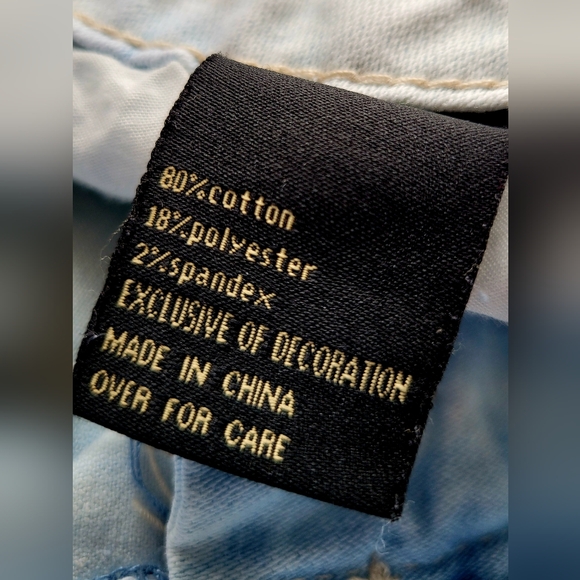 80%cotton
18%polyester
2%spandex
EXCLUSIVE OF DECORATION
MADE IN CHINA
OVER FOR CARE